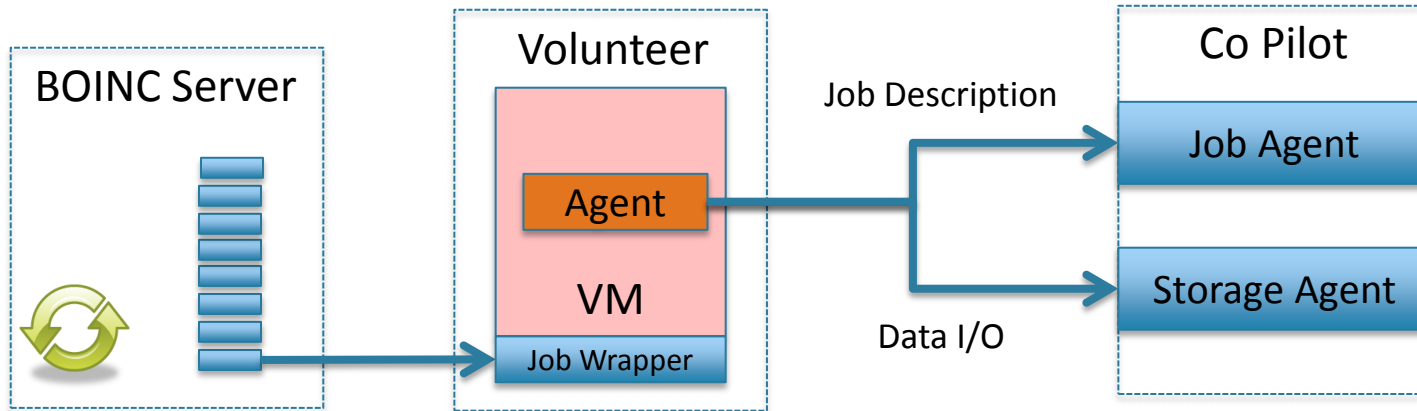 BOINC Server
Volunteer
Agent
VM
Job Wrapper
Job Description
Data I/O
Co Pilot
Job Agent
Storage Agent